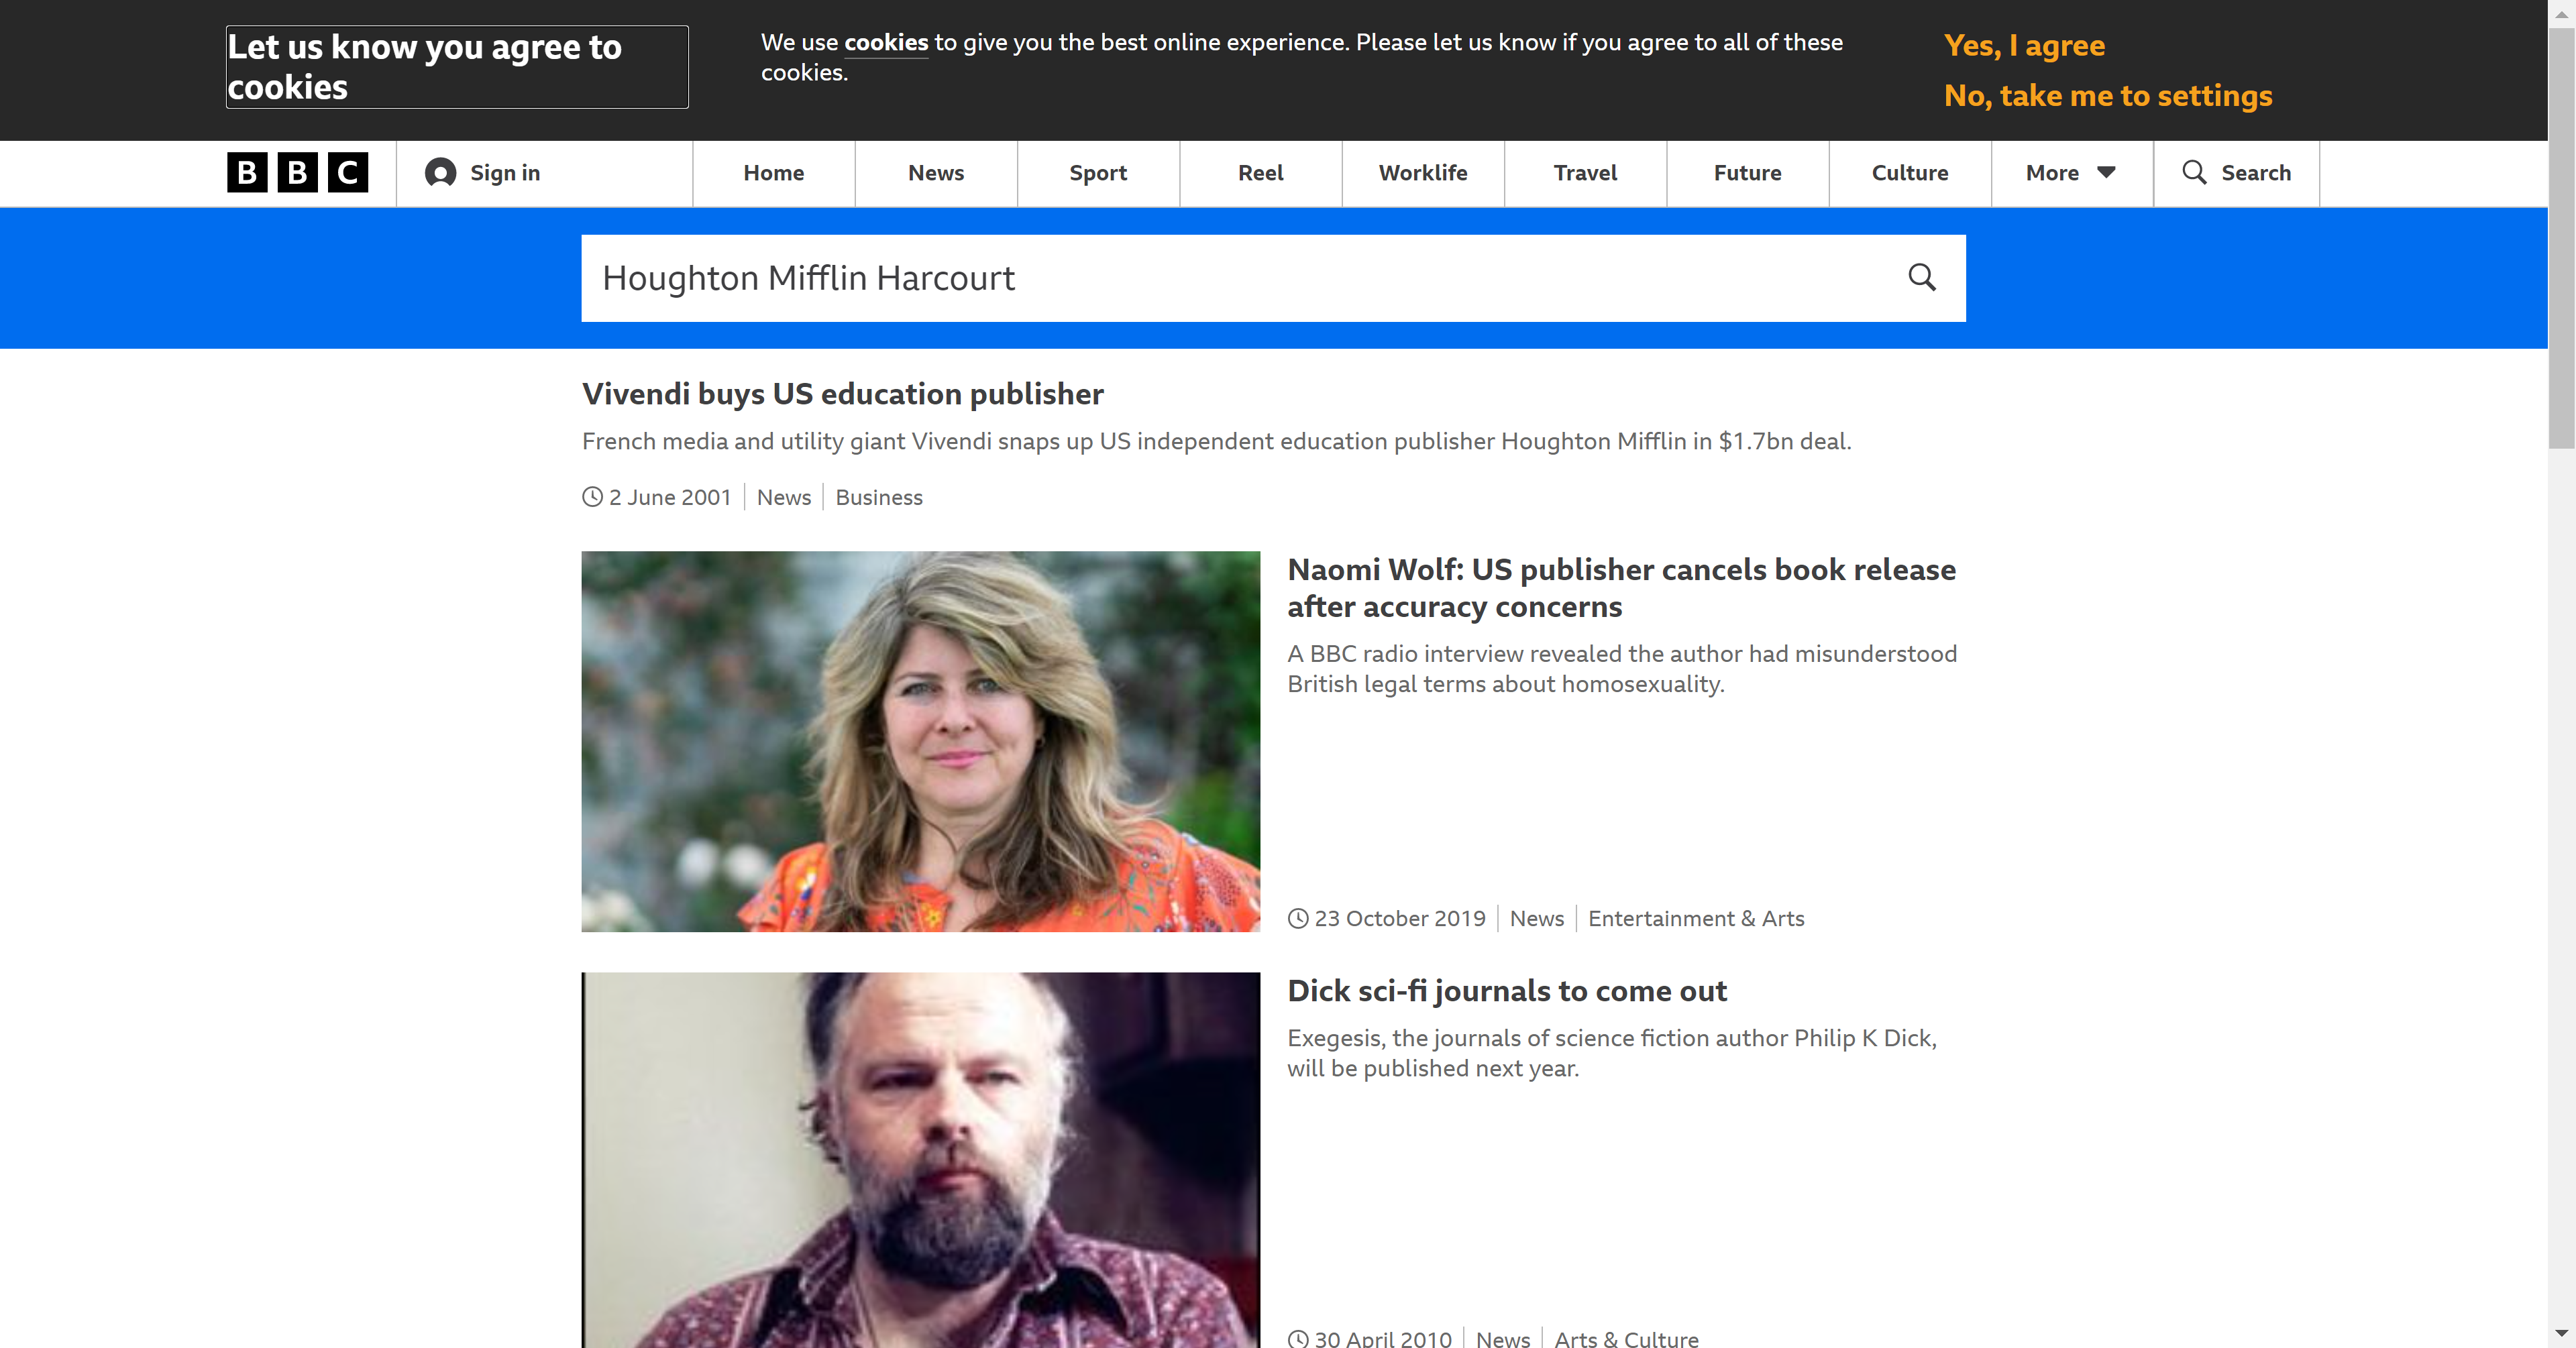 Let us know you agree to
cookies
We use cookies to give you the best online experience. Please let us know if you agree to all of these
cookies.
Yes, I agree
No, take me to settings
BBC
Sign in
Home
News
Sport
Reel
Worklife
Travel
Future
Culture
More
Search
Houghton Mifflin Harcourt
Vivendi buys US education publisher
French media and utility giant Vivendi snaps up US independent education publisher Houghton Mifflin in $1.7bn deal.
2 June 2001 News Business
Naomi Wolf: US publisher cancels book release
after accuracy concerns
A BBC radio interview revealed the author had misunderstood
British legal terms about homosexuality.
23 October 2019 News Entertainment & Arts
Dick sci-fi journals to come out
Exegesis, the journals of science fiction author Philip K Dick,
will be published next year.
30 April 2010 News Arts & Culture